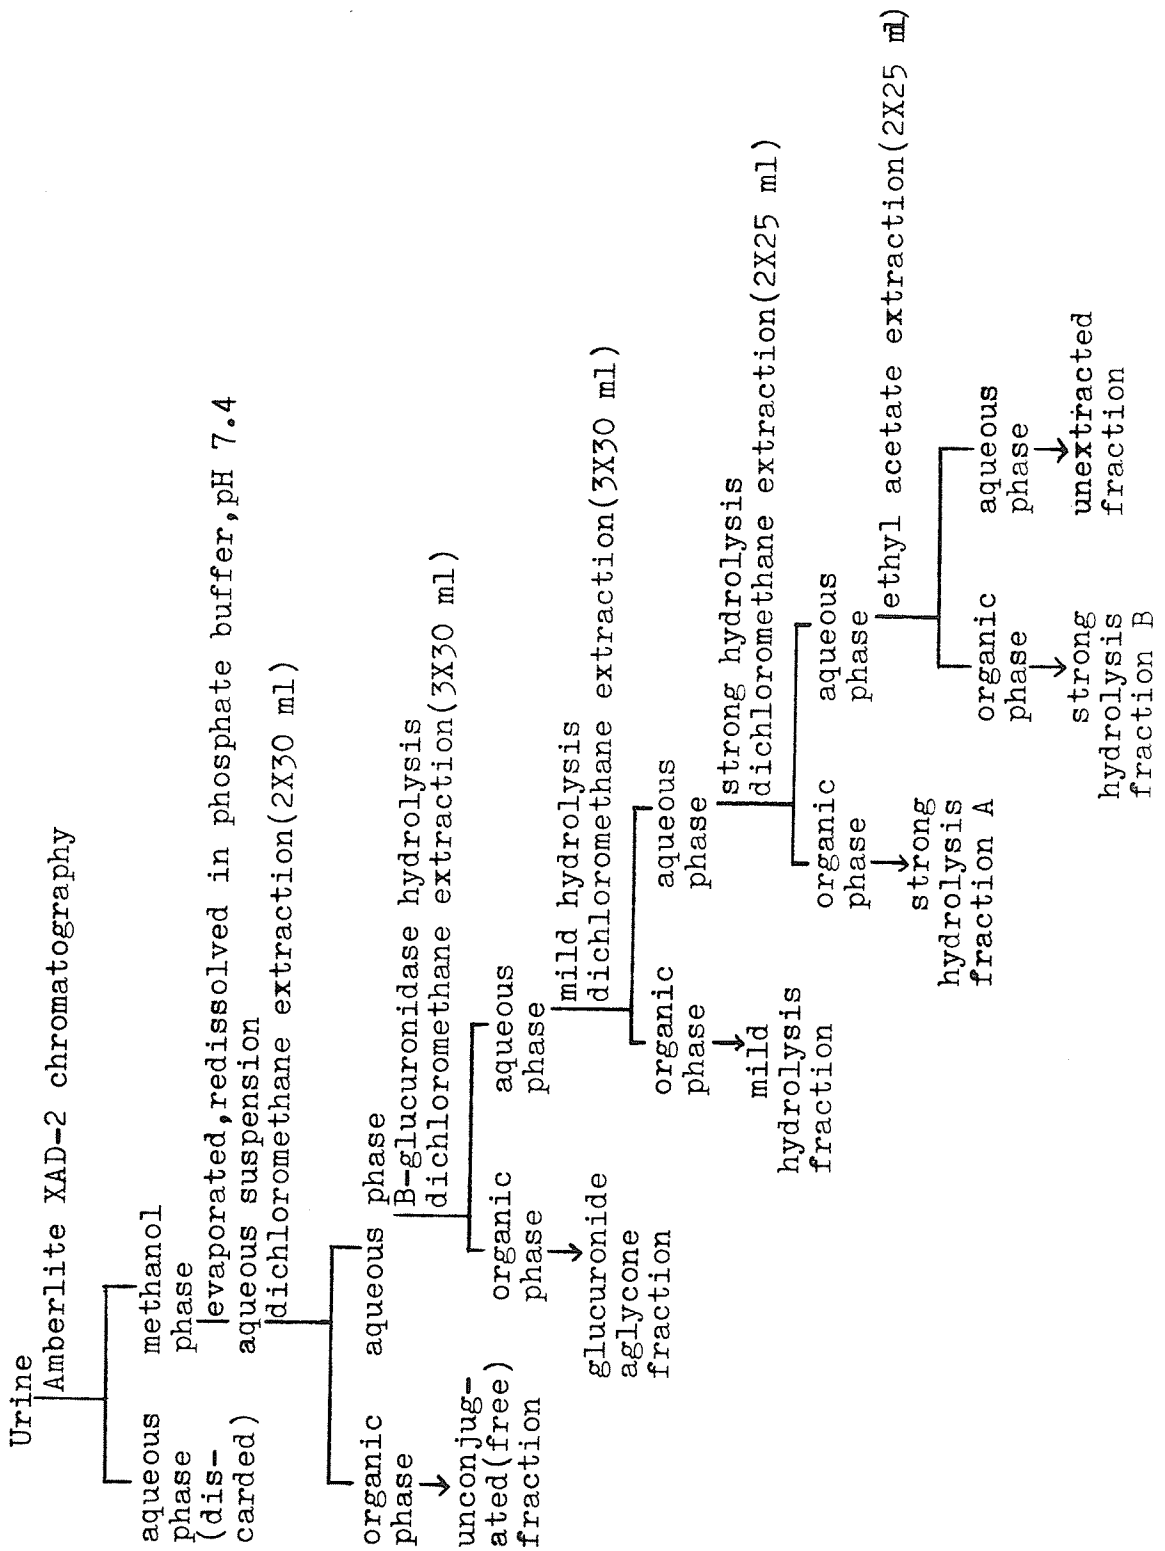 Urine
Amberlite XAD-2 chromatography
aqueous
phase
(dis-
carded)
methanol
phase
evaporated,redissolved in phosphate buffer,pH 7.4
aqueous suspension
dichloromethane extraction(2X30 ml)
organic
phase
unconjug-
ated(free)
fraction
aqueous phase
B-glucuronidase hydrolysis
dichloromethane extraction(3X30 ml)
organic
phase
glucuronide
aglycone
fraction
aqueous
phase
mild hydrolysis
dichloromethane extraction(3X30 ml)
organic
phase
mild
hydrolysis
fraction
aqueous
phase
strong hydrolysis
dichloromethane extraction(2X25 ml)
organic
phase
strong
hydrolysis
fraction A
aqueous
phase
ethyl acetate extraction(2X25 ml)
organic
phase
strong
hydrolysis
fraction B
aqueous
phase
unextracted
fraction